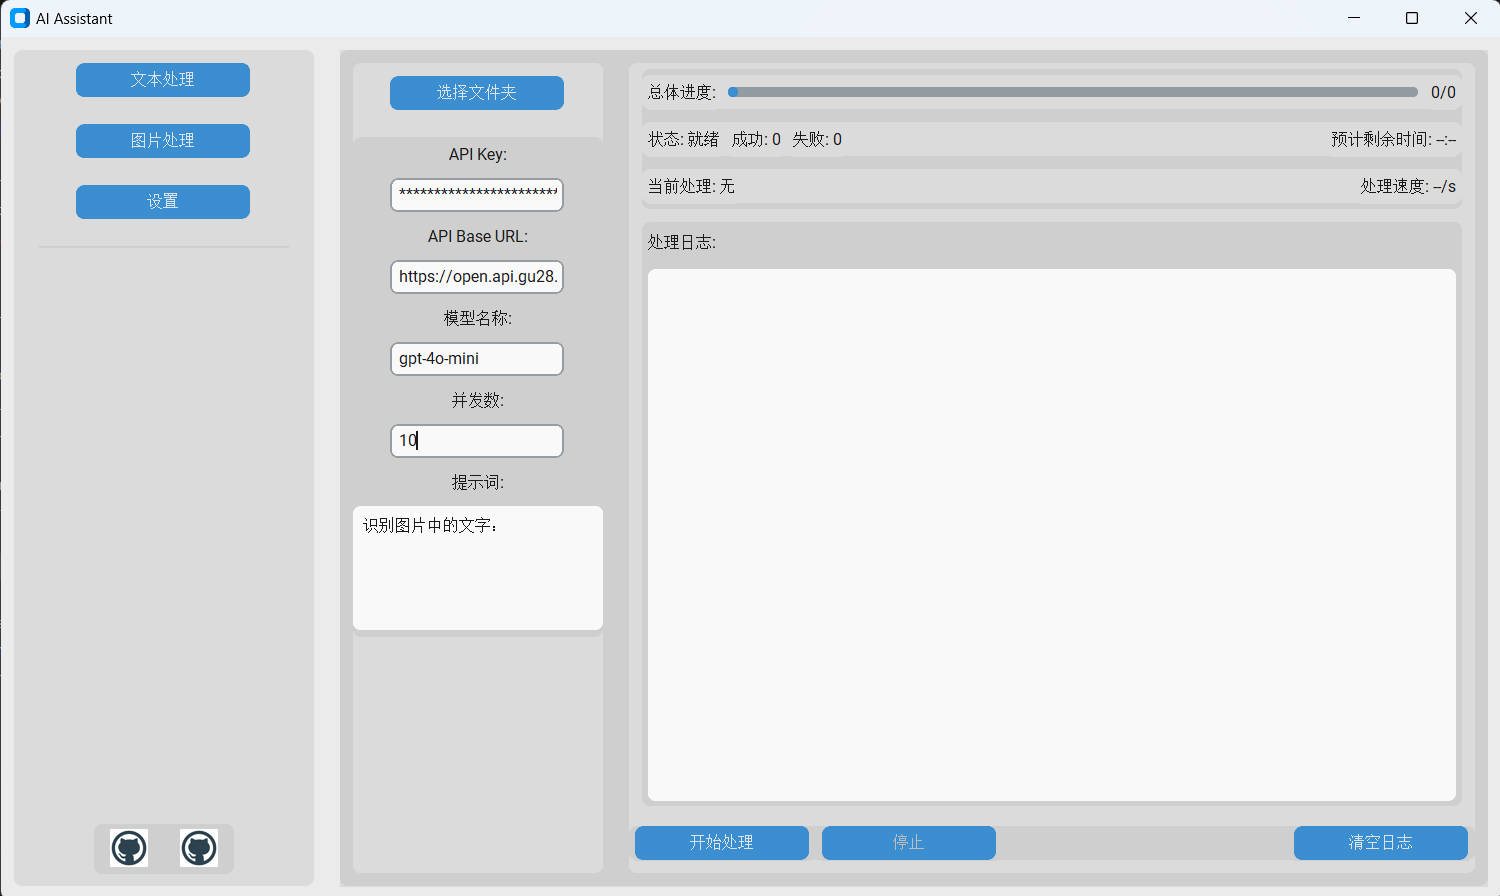 AI Assistant
文本处理
图片处理
设置
选择文件夹
API Key:
***********************
API Base URL:
https://open.api.gu28.
模型名称:
gpt-4o-mini
并发数:
10
提示词:
识别图片中的文字：
总体进度: 0/0
状态: 就绪 成功: 0 失败: 0 预计剩余时间: --:--
当前处理: 无 处理速度: --/s
处理日志:
开始处理 停止 清空日志